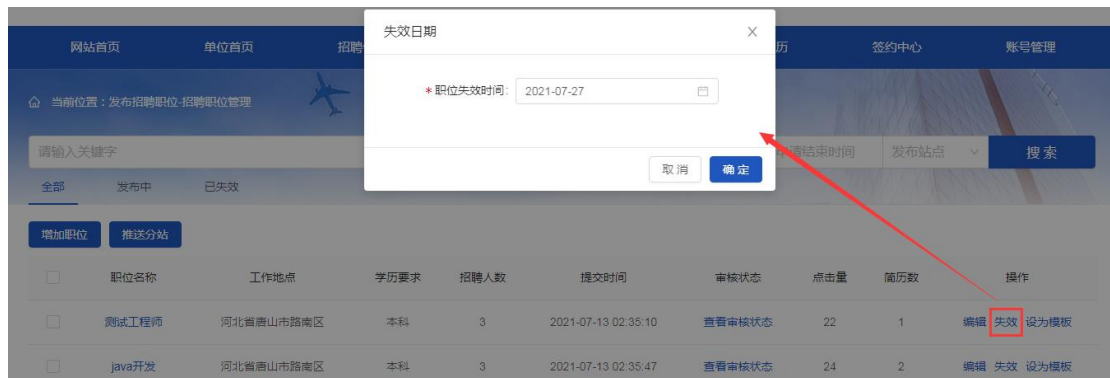 失效日期
网站首页 单位首页 招聘 历 签约中心 账号管理
当前位置：发布招聘职位-招聘职位管理
*职位失效时间: 2021-07-27
请输入关键字 请结束时间 发布站点 搜索
取消 确定
全部 发布中 已失效
增加职位 推送分站
职位名称 工作地点 学历要求 招聘人数 提交时间 审核状态 点击量 简历数 操作
测试工程师 河北省唐山市路南区 本科 3 2021-07-13 02:35:10 查看审核状态 22 1 编辑 失效 设为模板
java开发 河北省唐山市路南区 本科 3 2021-07-13 02:35:47 查看审核状态 24 2 编辑 失效 设为模板